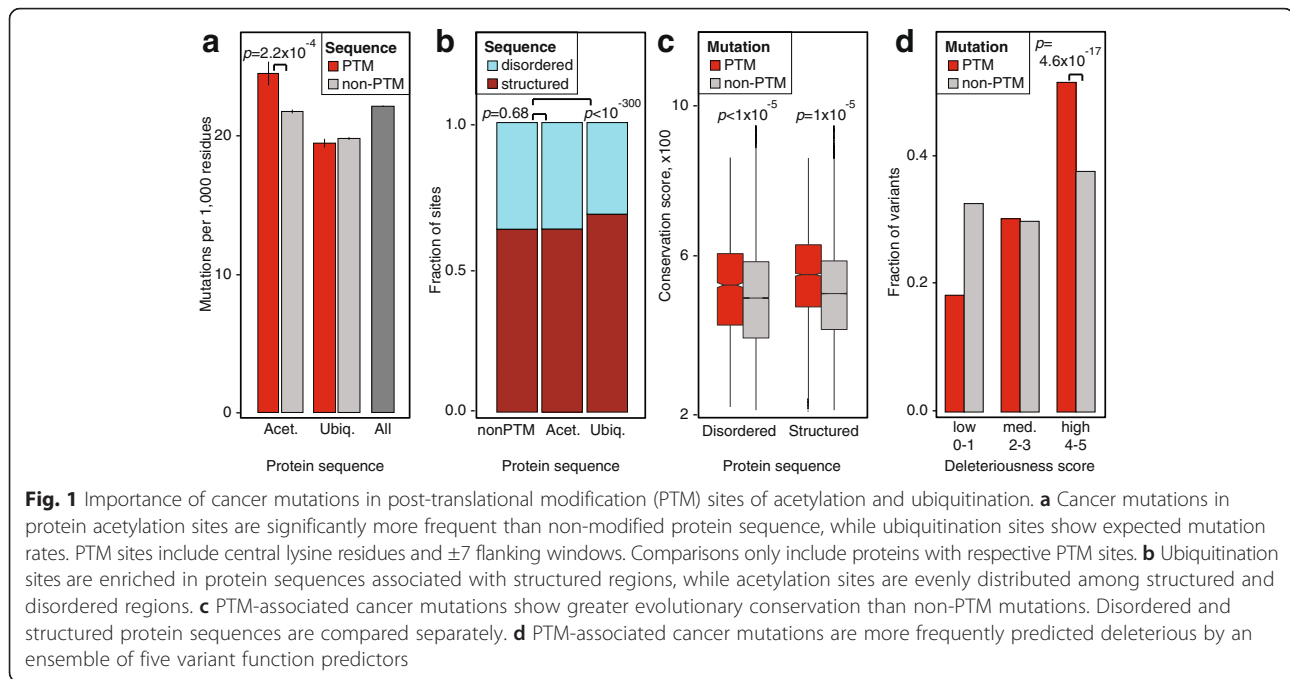 a
Sequence
PTM
non-PTM
p=2.2x10-4
Mutations per 1,000 residues
20
10
0
Acet. Ubiq. All
Protein sequence
b
Sequence
disordered
structured
p=0.68
p<10-300
Fraction of sites
1.0
0.5
0.0
nonPTM Acet. Ubiq.
Protein sequence
c
Mutation
PTM
non-PTM
p<1x10-5
p=1x10-5
Conservation score, x100
10
6
2
Disordered Structured
Protein sequence
d
Mutation
PTM
non-PTM
p=
4.6x10-17
Fraction of variants
0.4
0.2
0.0
low med. high
0-1 2-3 4-5
Deleteriousness score
Fig. 1 Importance of cancer mutations in post-translational modification (PTM) sites of acetylation and ubiquitination. a Cancer mutations in
protein acetylation sites are significantly more frequent than non-modified protein sequence, while ubiquitination sites show expected mutation
rates. PTM sites include central lysine residues and ±7 flanking windows. Comparisons only include proteins with respective PTM sites. b Ubiquitination
sites are enriched in protein sequences associated with structured regions, while acetylation sites are evenly distributed among structured and
disordered regions. c PTM-associated cancer mutations show greater evolutionary conservation than non-PTM mutations. Disordered and
structured protein sequences are compared separately. d PTM-associated cancer mutations are more frequently predicted deleterious by an
ensemble of five variant function predictors